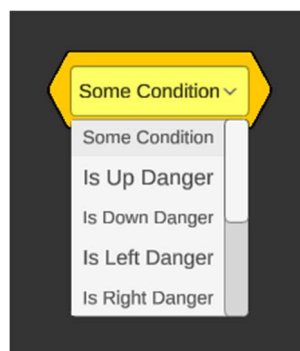 Some Condition
Some Condition
Is Up Danger
Is Down Danger
Is Left Danger
Is Right Danger